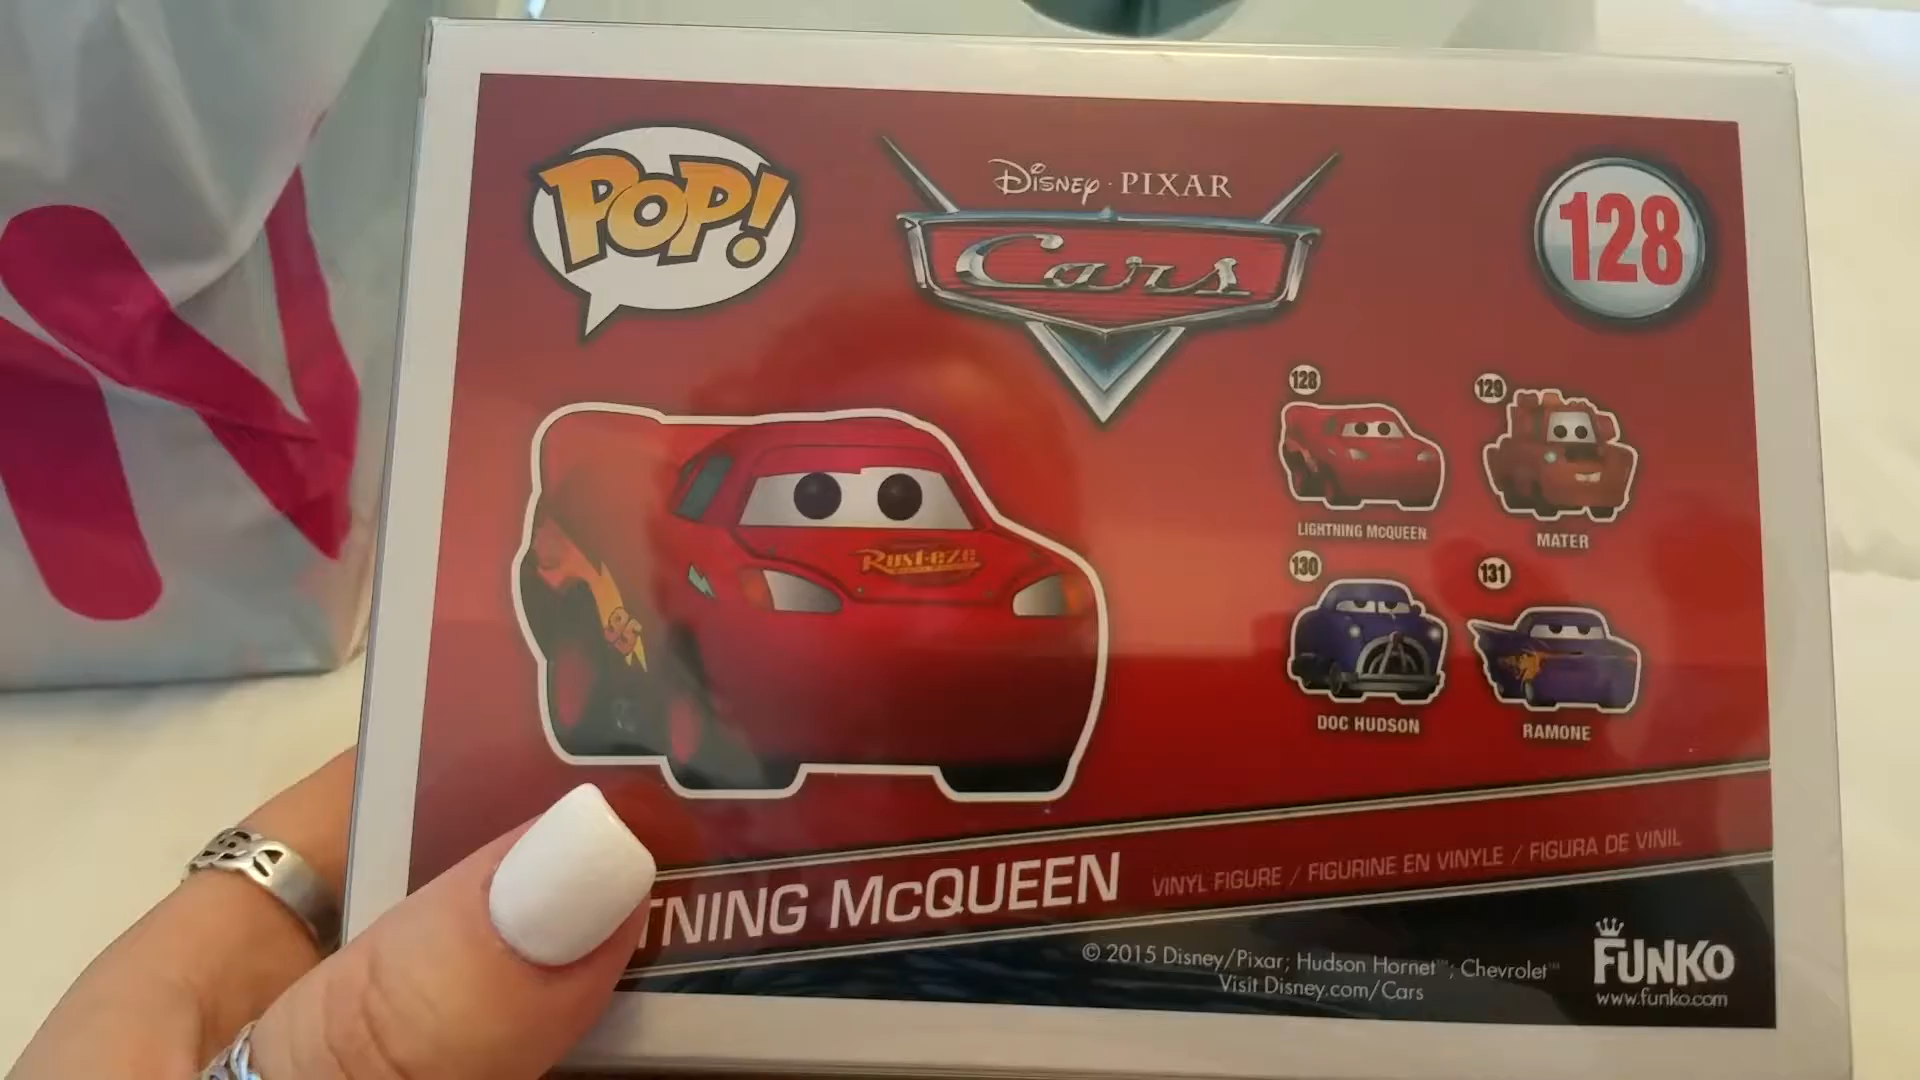 POP!
Disney · PIXAR
Cars
128
Rust-eze
95
128
LIGHTNING McQUEEN
129
MATER
130
DOC HUDSON
131
RAMONE
TNING McQUEEN
VINYL FIGURE / FIGURINE EN VINYLE / FIGURA DE VINIL
© 2015 Disney/Pixar; Hudson Hornet™; Chevrolet™
Visit Disney.com/Cars
FUNKO
www.funko.com